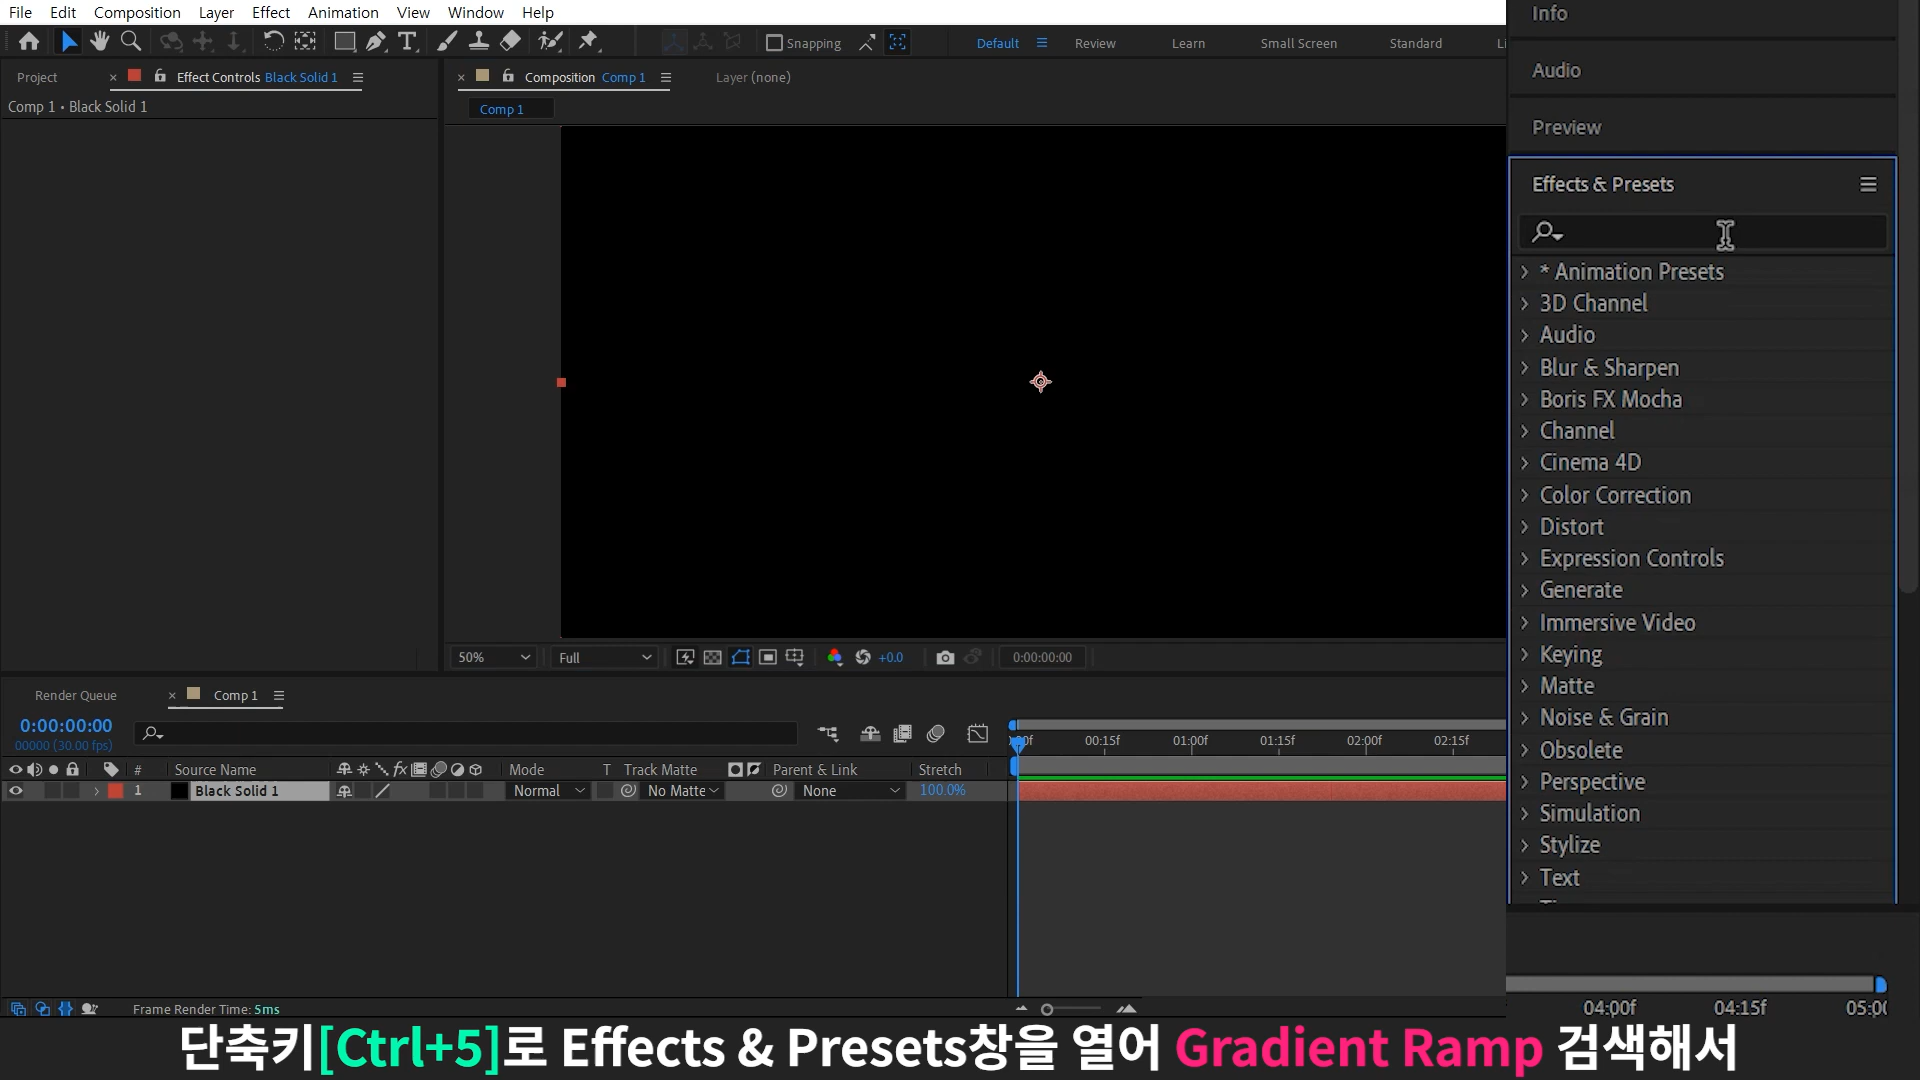 File Edit Composition Layer Effect Animation View Window Help
Snapping
Default Review Learn Small Screen Standard Li
Project × Effect Controls Black Solid 1
Comp 1 • Black Solid 1
× Composition Comp 1 Layer (none)
Comp 1
Info
Audio
Preview
Effects & Presets
* Animation Presets
3D Channel
Audio
Blur & Sharpen
Boris FX Mocha
Channel
Cinema 4D
Color Correction
Distort
Expression Controls
Generate
Immersive Video
Keying
Matte
Noise & Grain
Obsolete
Perspective
Simulation
Stylize
Text
50% Full +0.0 0:00:00:00
Render Queue × Comp 1
0:00:00:00
00000 (30.00 fps)
00:15f 01:00f 01:15f 02:00f 02:15f
# Source Name fx Mode T Track Matte Parent & Link Stretch
1 Black Solid 1 Normal No Matte None 100.0%
04:00f 04:15f 05:00
Frame Render Time: 5ms
단축키[Ctrl+5]로 Effects & Presets창을 열어 Gradient Ramp 검색해서